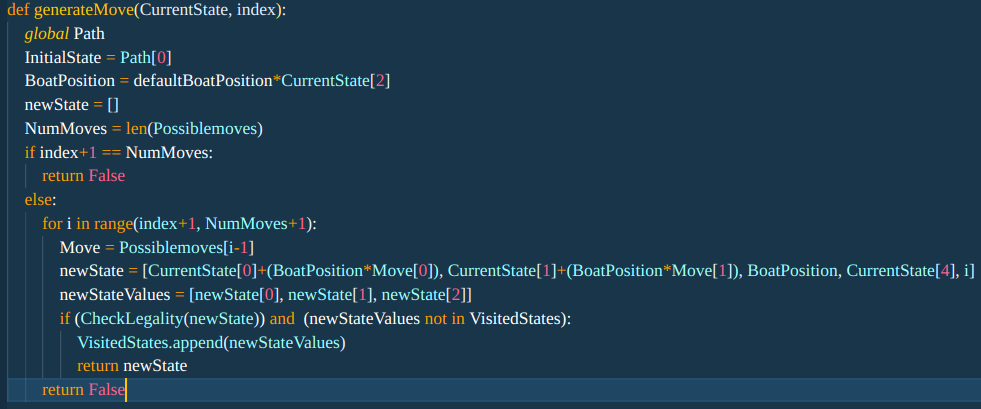 def generateMove(CurrentState, index):
global Path
InitialState = Path[0]
BoatPosition = defaultBoatPosition*CurrentState[2]
newState = []
NumMoves = len(Possiblemoves)
if index+1 == NumMoves:
return False
else:
for i in range(index+1, NumMoves+1):
Move = Possiblemoves[i-1]
newState = [CurrentState[0]+(BoatPosition*Move[0]), CurrentState[1]+(BoatPosition*Move[1]), BoatPosition, CurrentState[4], i]
newStateValues = [newState[0], newState[1], newState[2]]
if (CheckLegality(newState)) and  (newStateValues not in VisitedStates):
VisitedStates.append(newStateValues)
return newState
return False